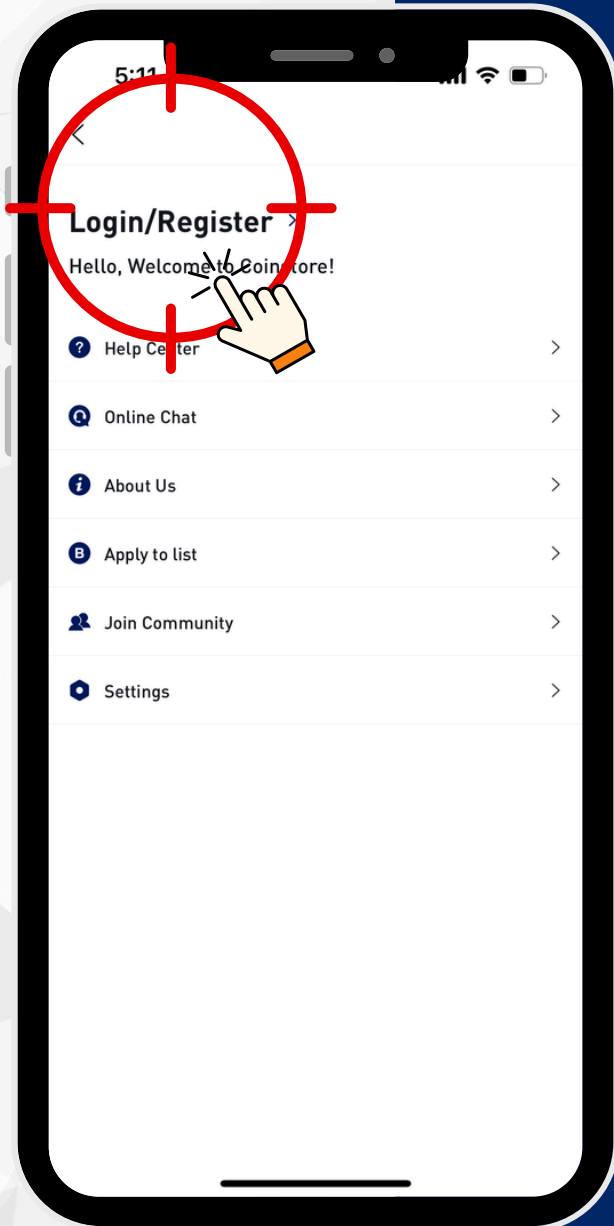 5:11
Login/Register
Hello, Welcome to Coinstore!
Help Center
Online Chat
About Us
Apply to list
Join Community
Settings